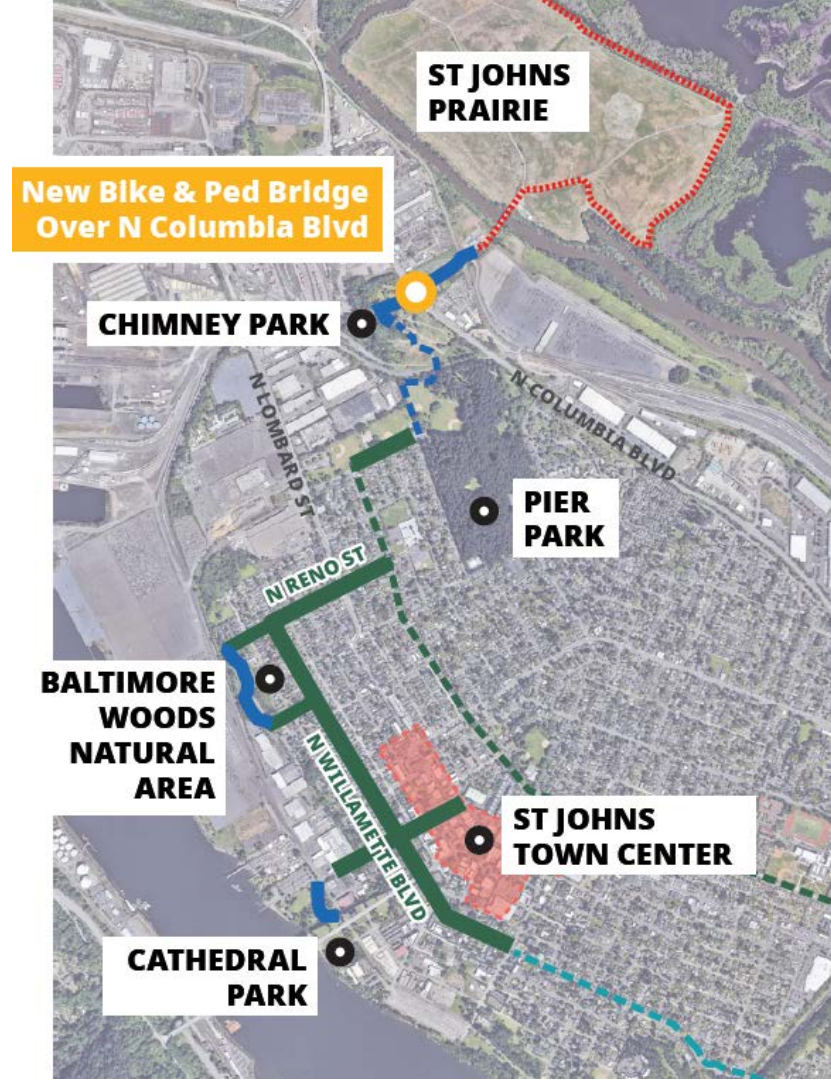 ST JOHNS
PRAIRIE
New Bike & Ped Bridge
Over N Columbia Blvd
CHIMNEY PARK
N LOMBARD ST
N COLUMBIA BLVD
PIER
PARK
N RENO ST
BALTIMORE
WOODS
NATURAL
AREA
N WILLAMETTE BLVD
ST JOHNS
TOWN CENTER
CATHEDRAL
PARK